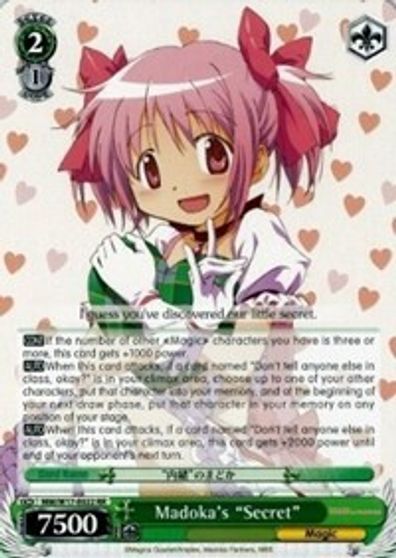 2
1
I guess you've discovered our little secret.
CONT If the number of other «Magic» characters you have is three or
more, this card gets +1000 power.
AUTO When this card attacks, if a card named "Don't tell anyone else in
class, okay?" is in your climax area, choose up to one of your other
characters, put that character into your memory, and at the beginning of
your next draw phase, put that character in your memory on any
position of your stage.
AUTO When this card attacks, if a card named "Don't tell anyone else in
class, okay?" is in your climax area, this card gets +2000 power until
end of your opponent's next turn.
Card Name
"内緒"のまどか
7500
Madoka's "Secret"
Magic